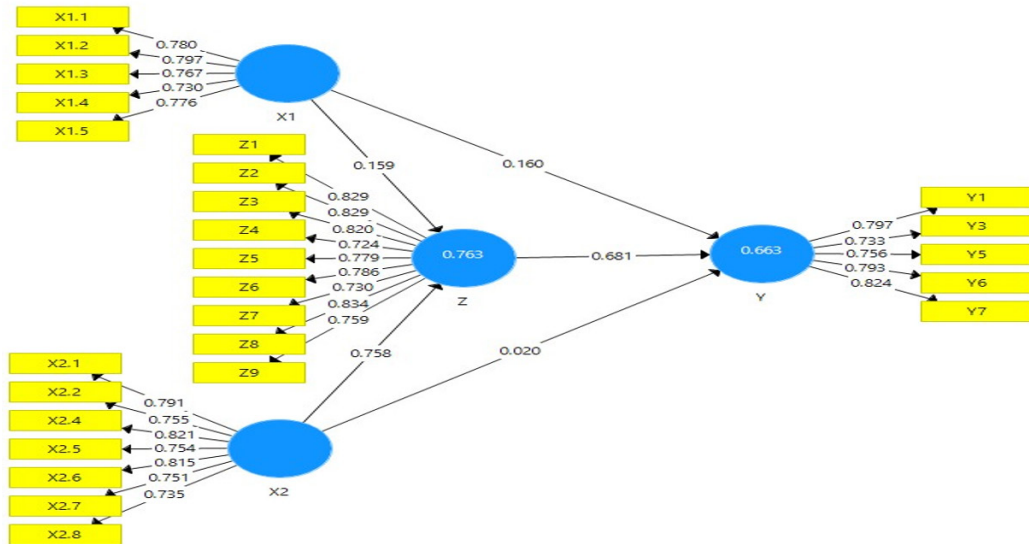 X1.1
X1.2
X1.3
X1.4
X1.5
0.780
0.797
0.767
0.730
0.776
X1
0.159
0.160
Z1
Z2
Z3
Z4
Z5
Z6
Z7
Z8
Z9
0.829
0.829
0.820
0.724
0.779
0.786
0.730
0.834
0.759
0.763
Z
0.681
0.663
Y
0.797
0.733
0.756
0.793
0.824
Y1
Y3
Y5
Y6
Y7
0.758
0.020
X2.1
X2.2
X2.4
X2.5
X2.6
X2.7
X2.8
0.791
0.755
0.821
0.754
0.815
0.751
0.735
X2